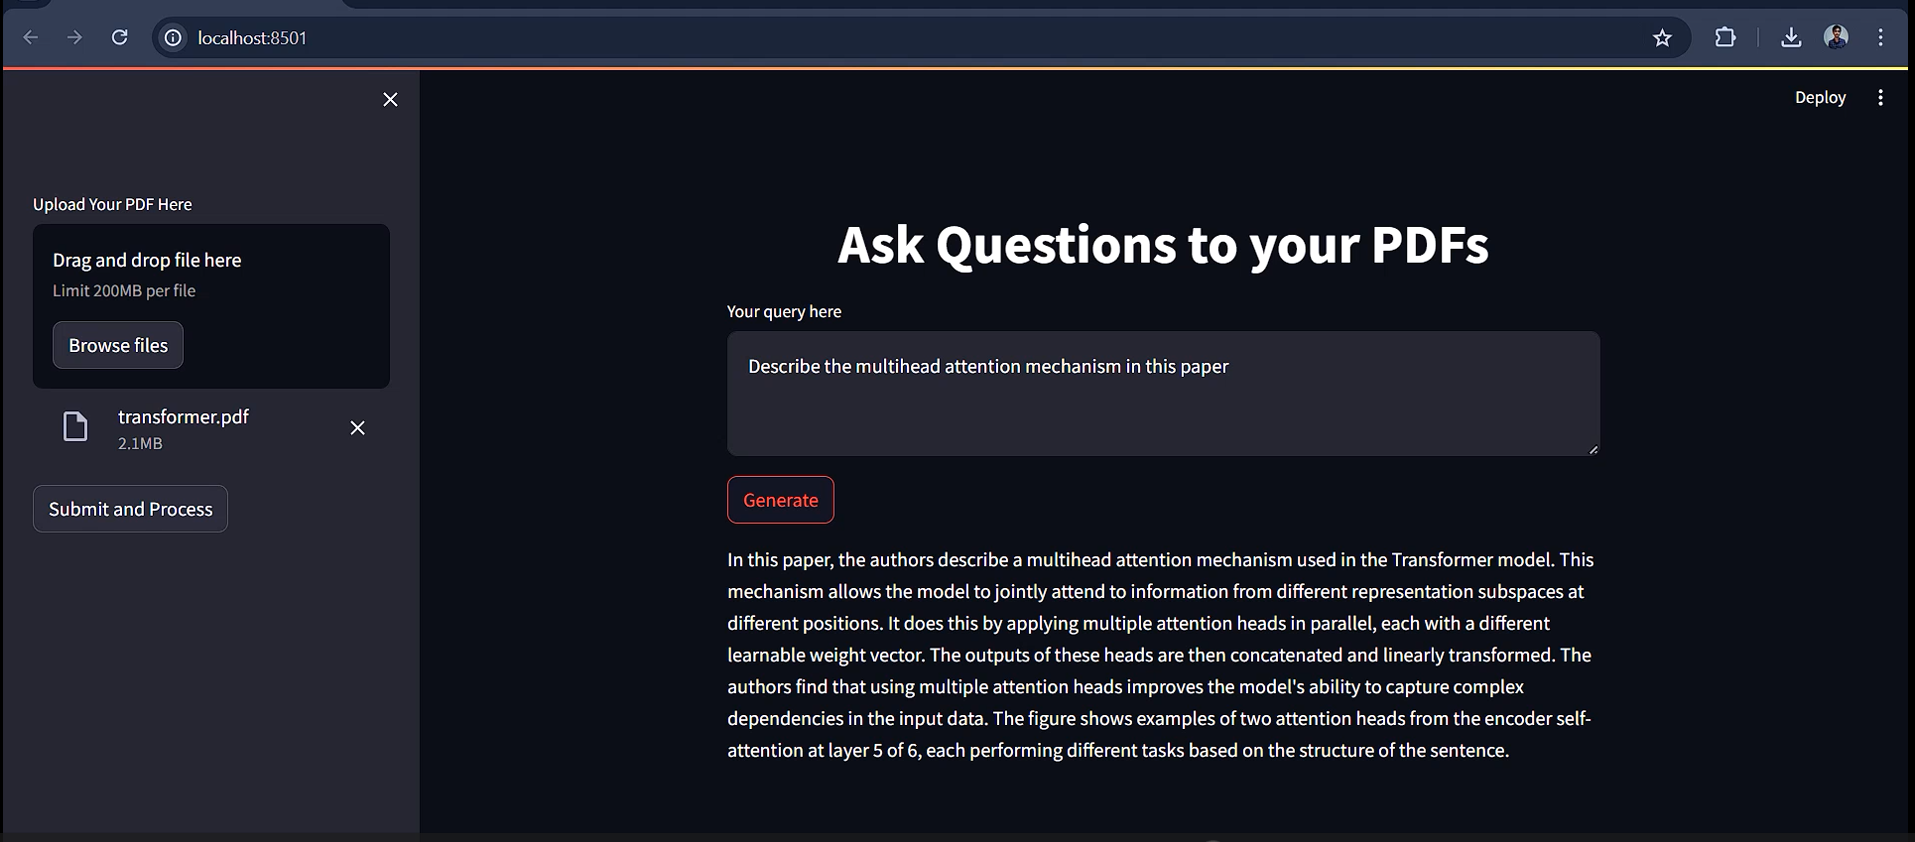 localhost:8501
Deploy
Upload Your PDF Here
Drag and drop file here
Limit 200MB per file
Browse files
transformer.pdf
2.1MB
Submit and Process
Ask Questions to your PDFs
Your query here
Describe the multihead attention mechanism in this paper
Generate
In this paper, the authors describe a multihead attention mechanism used in the Transformer model. This
mechanism allows the model to jointly attend to information from different representation subspaces at
different positions. It does this by applying multiple attention heads in parallel, each with a different
learnable weight vector. The outputs of these heads are then concatenated and linearly transformed. The
authors find that using multiple attention heads improves the model's ability to capture complex
dependencies in the input data. The figure shows examples of two attention heads from the encoder self-
attention at layer 5 of 6, each performing different tasks based on the structure of the sentence.